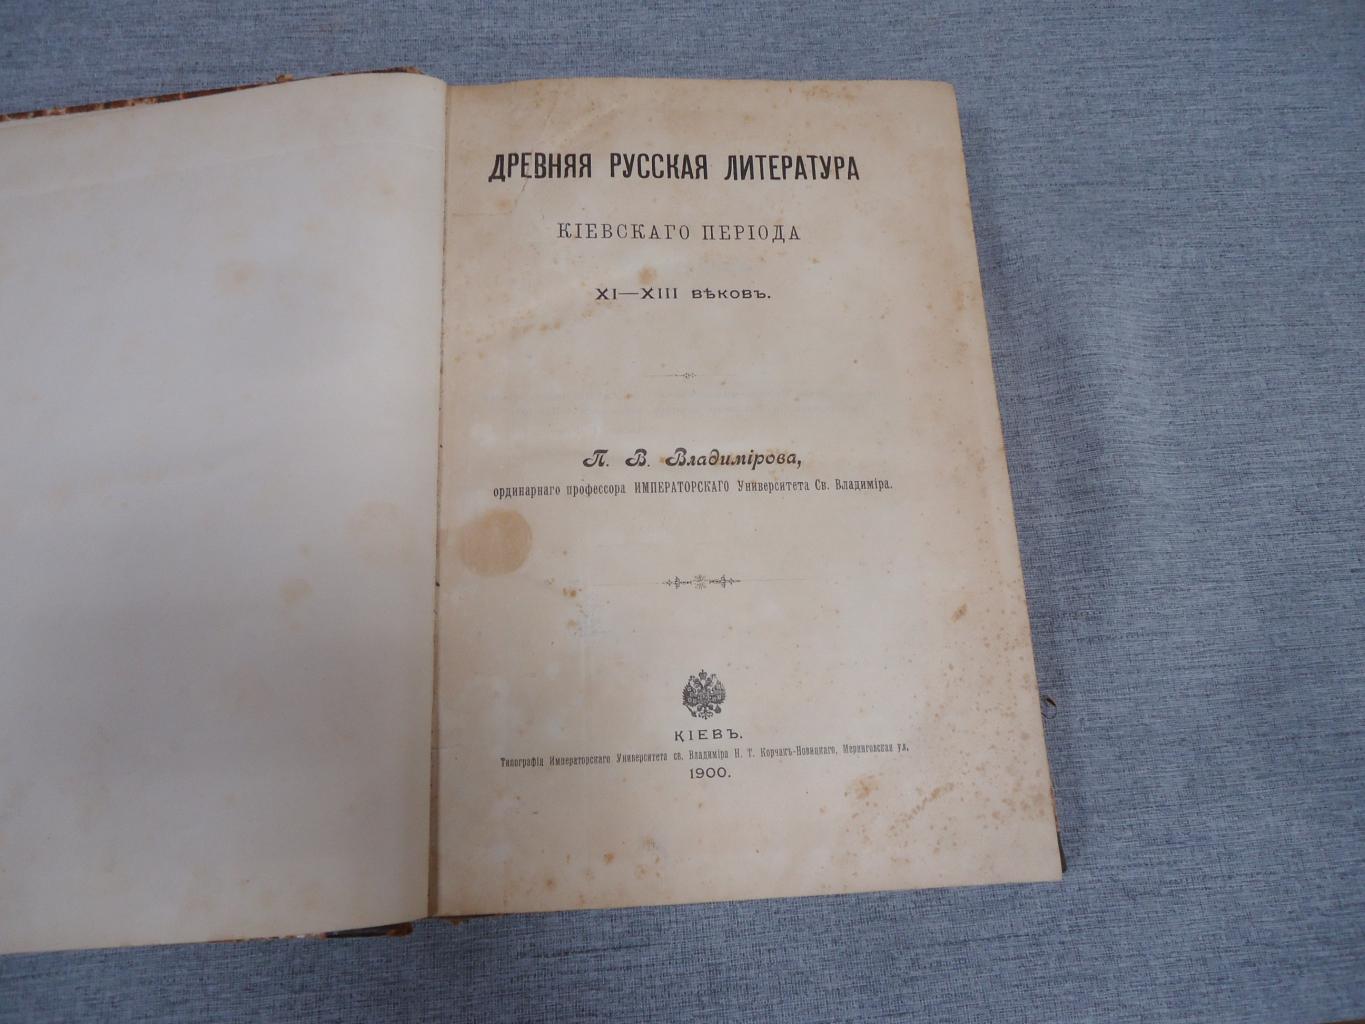 ДРЕВНЯЯ РУССКАЯ ЛИТЕРАТУРА
КІЕВСКАГО ПЕРІОДА
XI—XIII вѣковъ.
П. В. Владимірова,
ординарнаго профессора ИМПЕРАТОРСКАГО Университета Св. Владиміра.
КІЕВЪ.
Типографія Императорскаго Университета св. Владиміра Н. Т. Корчакъ-Новицкаго, Меринговская ул.
1900.